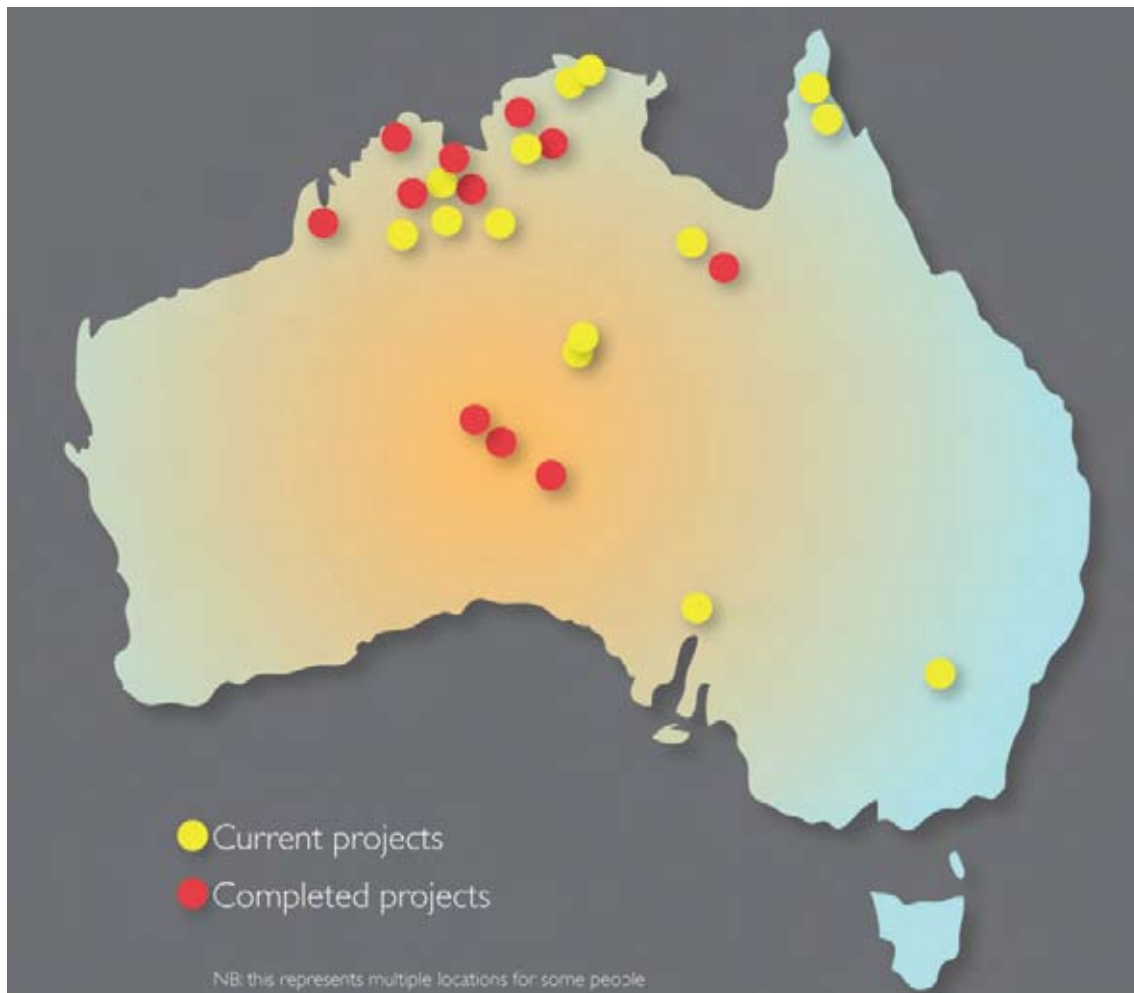 Current projects
Completed projects
NB: this represents multiple locations for some people